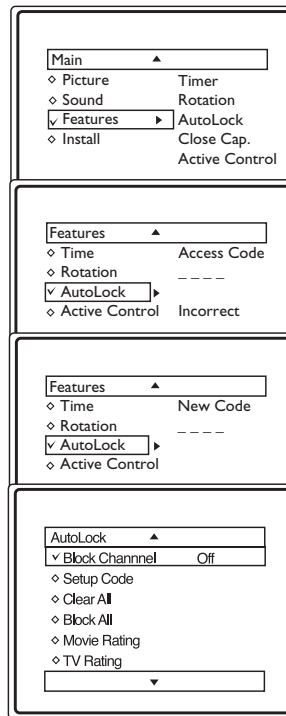 Main
Picture Timer
Sound Rotation
Features AutoLock
Install Close Cap.
Active Control
Features
Time Access Code
Rotation _ _ _ _
AutoLock
Active Control Incorrect
Features
Time New Code
Rotation _ _ _ _
AutoLock
Active Control
AutoLock
Block Channnel Off
Setup Code
Clear All
Block All
Movie Rating
TV Rating